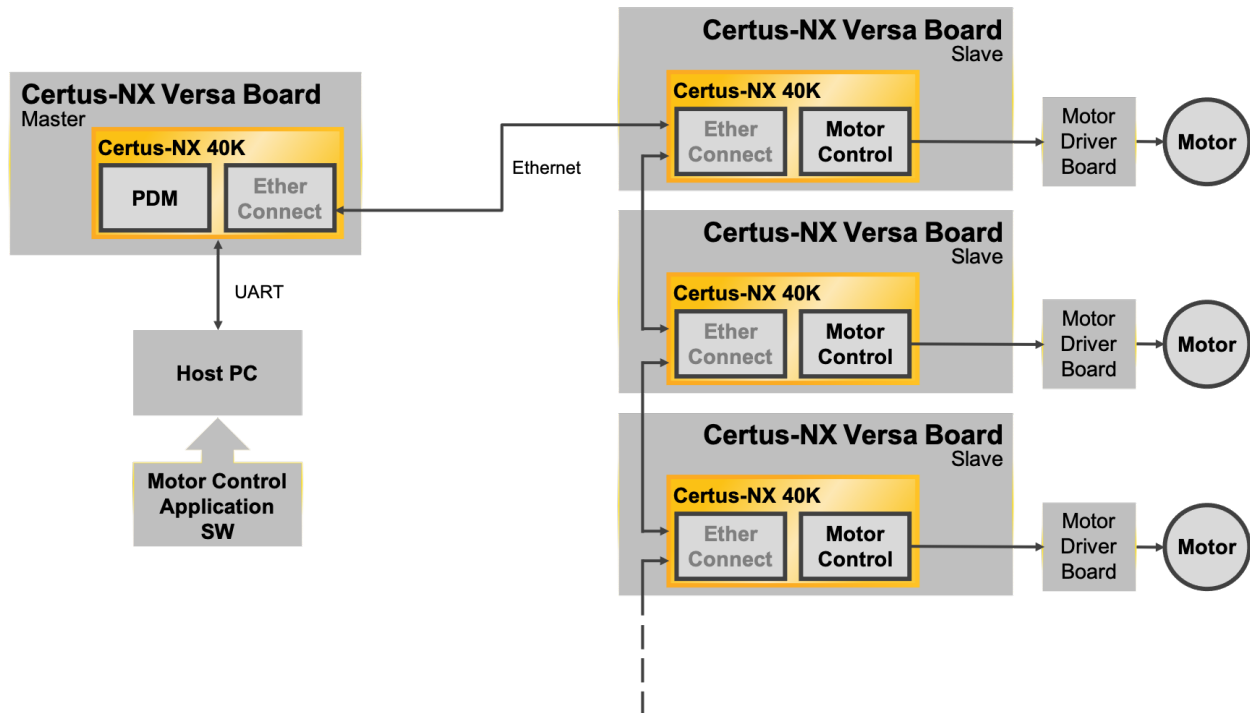 Certus-NX Versa Board
Master
Certus-NX 40K
PDM
Ether
Connect
UART
Host PC
Motor Control
Application
SW
Ethernet
Certus-NX Versa Board
Slave
Certus-NX 40K
Ether
Connect
Motor
Control
Motor
Driver
Board
Motor
Certus-NX Versa Board
Slave
Certus-NX 40K
Ether
Connect
Motor
Control
Motor
Driver
Board
Motor
Certus-NX Versa Board
Slave
Certus-NX 40K
Ether
Connect
Motor
Control
Motor
Driver
Board
Motor